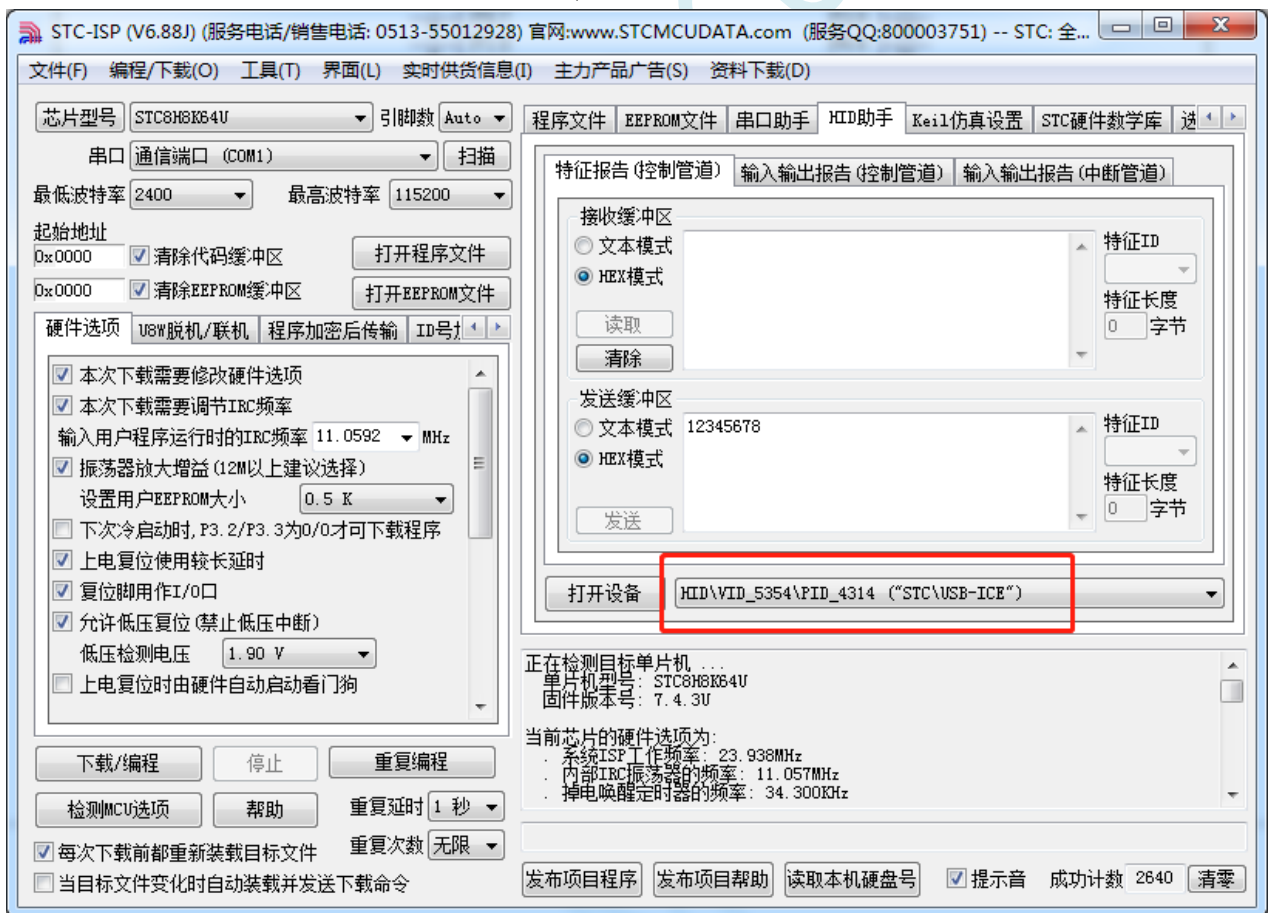 STC-ISP (V6.88J) (服务电话/销售电话: 0513-55012928) 官网:www.STCMCUDATA.com (服务QQ:800003751) -- STC: 全...
文件(F) 编程/下载(O) 工具(T) 界面(L) 实时供货信息(I) 主力产品广告(S) 资料下载(D)
芯片型号 STC8H8K64U 引脚数 Auto
串口 通信端口 (COM1) 扫描
最低波特率 2400 最高波特率 115200
起始地址
0x0000 清除代码缓冲区 打开程序文件
0x0000 清除EEPROM缓冲区 打开EEPROM文件
硬件选项 U8W脱机/联机 程序加密后传输
本次下载需要修改硬件选项
本次下载需要调节IRC频率
输入用户程序运行时的IRC频率 11.0592 MHz
振荡器放大增益(12M以上建议选择)
设置用户EEPROM大小 0.5 K
下次冷启动时,P3.2/P3.3为0/0才可下载程序
上电复位使用较长延时
复位脚用作I/O口
允许低压复位(禁止低压中断)
低压检测电压 1.90 V
上电复位时由硬件自动启动看门狗
下载/编程 停止 重复编程
检测MCU选项 帮助 重复延时 1 秒
每次下载前都重新装载目标文件 重复次数 无限
当目标文件变化时自动装载并发送下载命令
程序文件 EEPROM文件 串口助手 HID助手 Keil仿真设置 STC硬件数学库
特征报告(控制管道) 输入输出报告(控制管道) 输入输出报告(中断管道)
接收缓冲区
文本模式 特征ID
HEX模式
特征长度
读取 0 字节
清除
发送缓冲区
文本模式 12345678 特征ID
HEX模式
特征长度
发送 0 字节
打开设备 HID\VID_5354\PID_4314 ("STC\USB-ICE")
正在检测目标单片机 ...
单片机型号: STC8H8K64U
固件版本号: 7.4.3U
当前芯片的硬件选项为:
. 系统ISP工作频率: 23.938MHz
. 内部IRC振荡器的频率: 11.057MHz
. 掉电唤醒定时器的频率: 34.300KHz
发布项目程序 发布项目帮助 读取本机硬盘号 提示音 成功计数 2640 清零